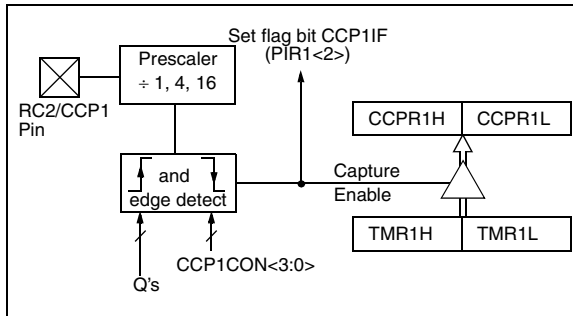 Set flag bit CCP1IF
(PIR1<2>)
Prescaler
÷ 1, 4, 16
RC2/CCP1
Pin
CCPR1H CCPR1L
and
edge detect
Capture
Enable
TMR1H TMR1L
CCP1CON<3:0>
Q's